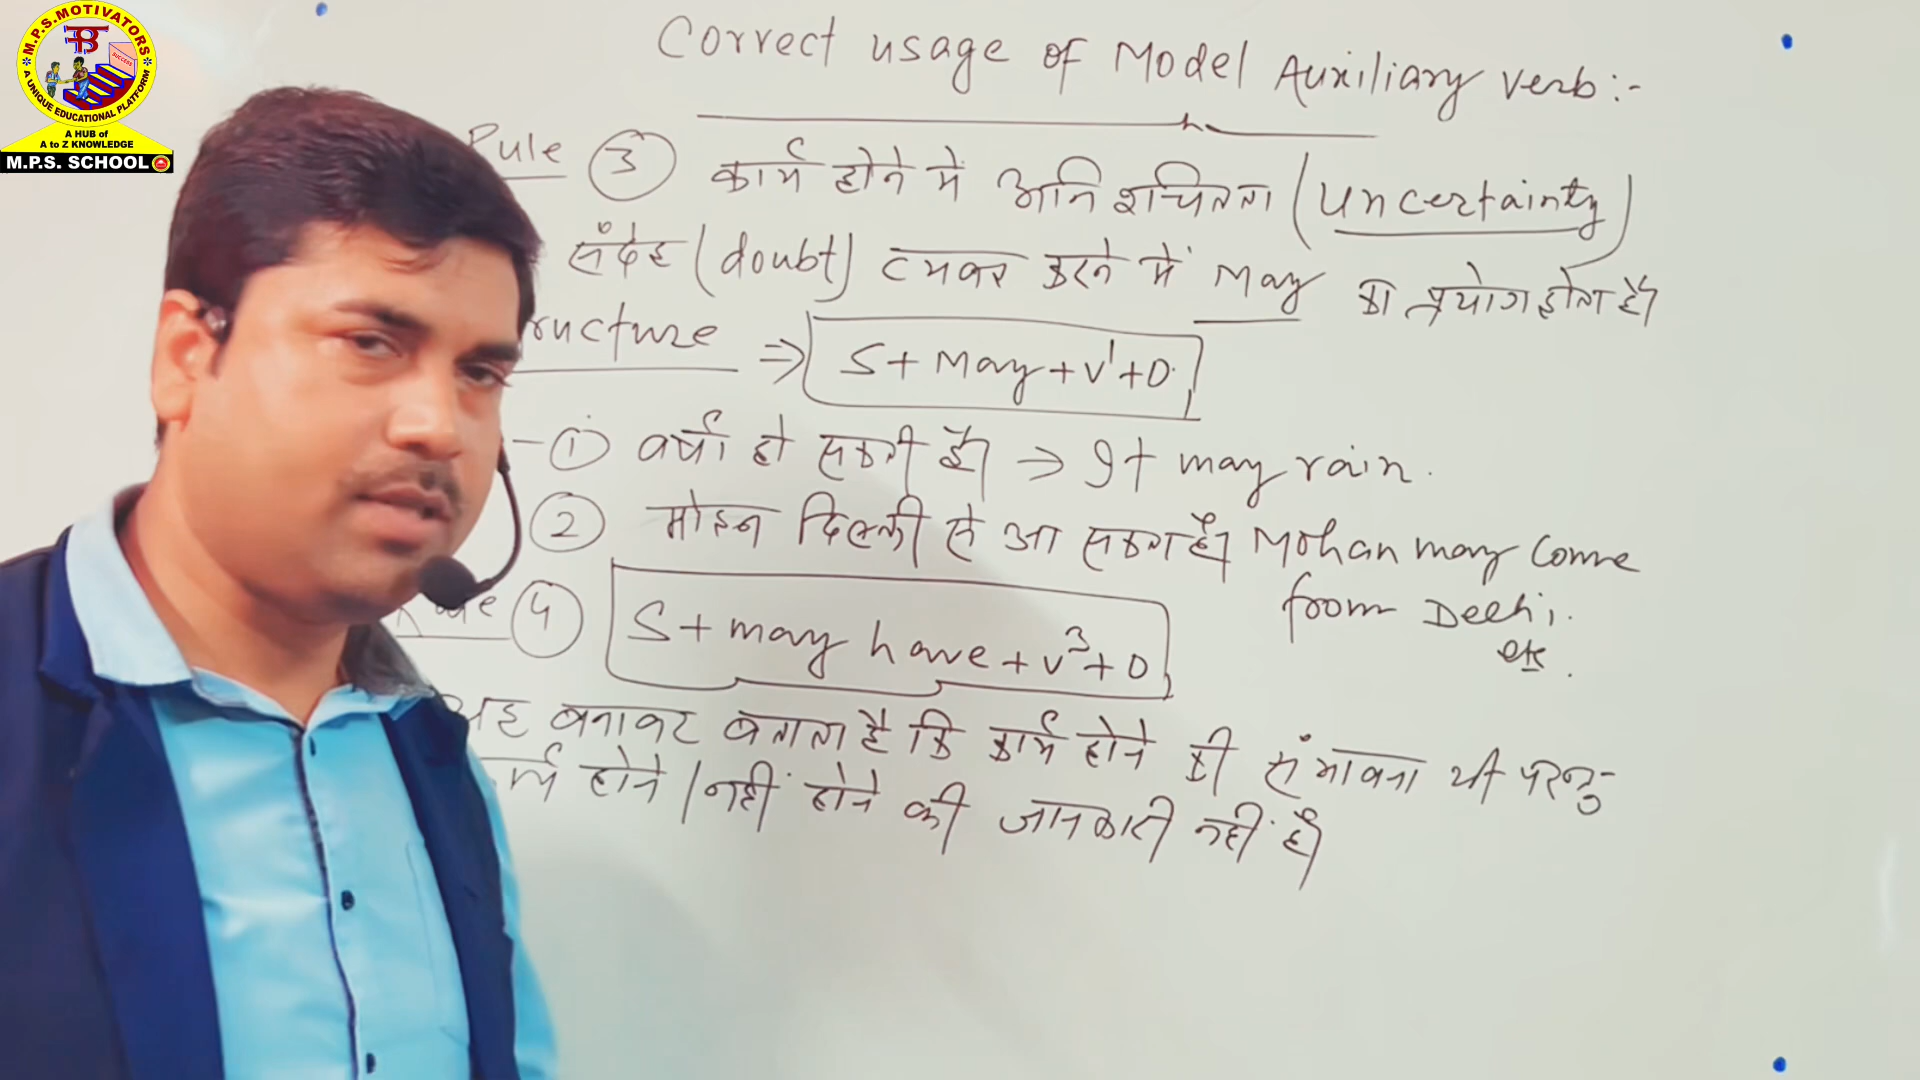 M.P.S.MOTIVATORS
SUCCESS
A UNIQUE EDUCATIONAL PLATFORM
A HUB of
A to Z KNOWLEDGE
M.P.S. SCHOOL
Correct usage of Model Auxiliary verb:-
Rule ③ कार्य होने में अनिश्चितता (Uncertainty)
संदेह (doubt) व्यक्त करने में May का प्रयोग होता है।
ructure ⇒ S + May + V¹ + O.
① वर्षा हो सकती है। → It may rain.
② मोहन दिल्ली से आ सकता है। Mohan may come
from Delhi.
etc.
Rule ④ S + may have + V³ + O
यह बनावट बताता है कि कार्य होने की संभावना थी परन्तु
कार्य होने / नहीं होने की जानकारी नहीं है।